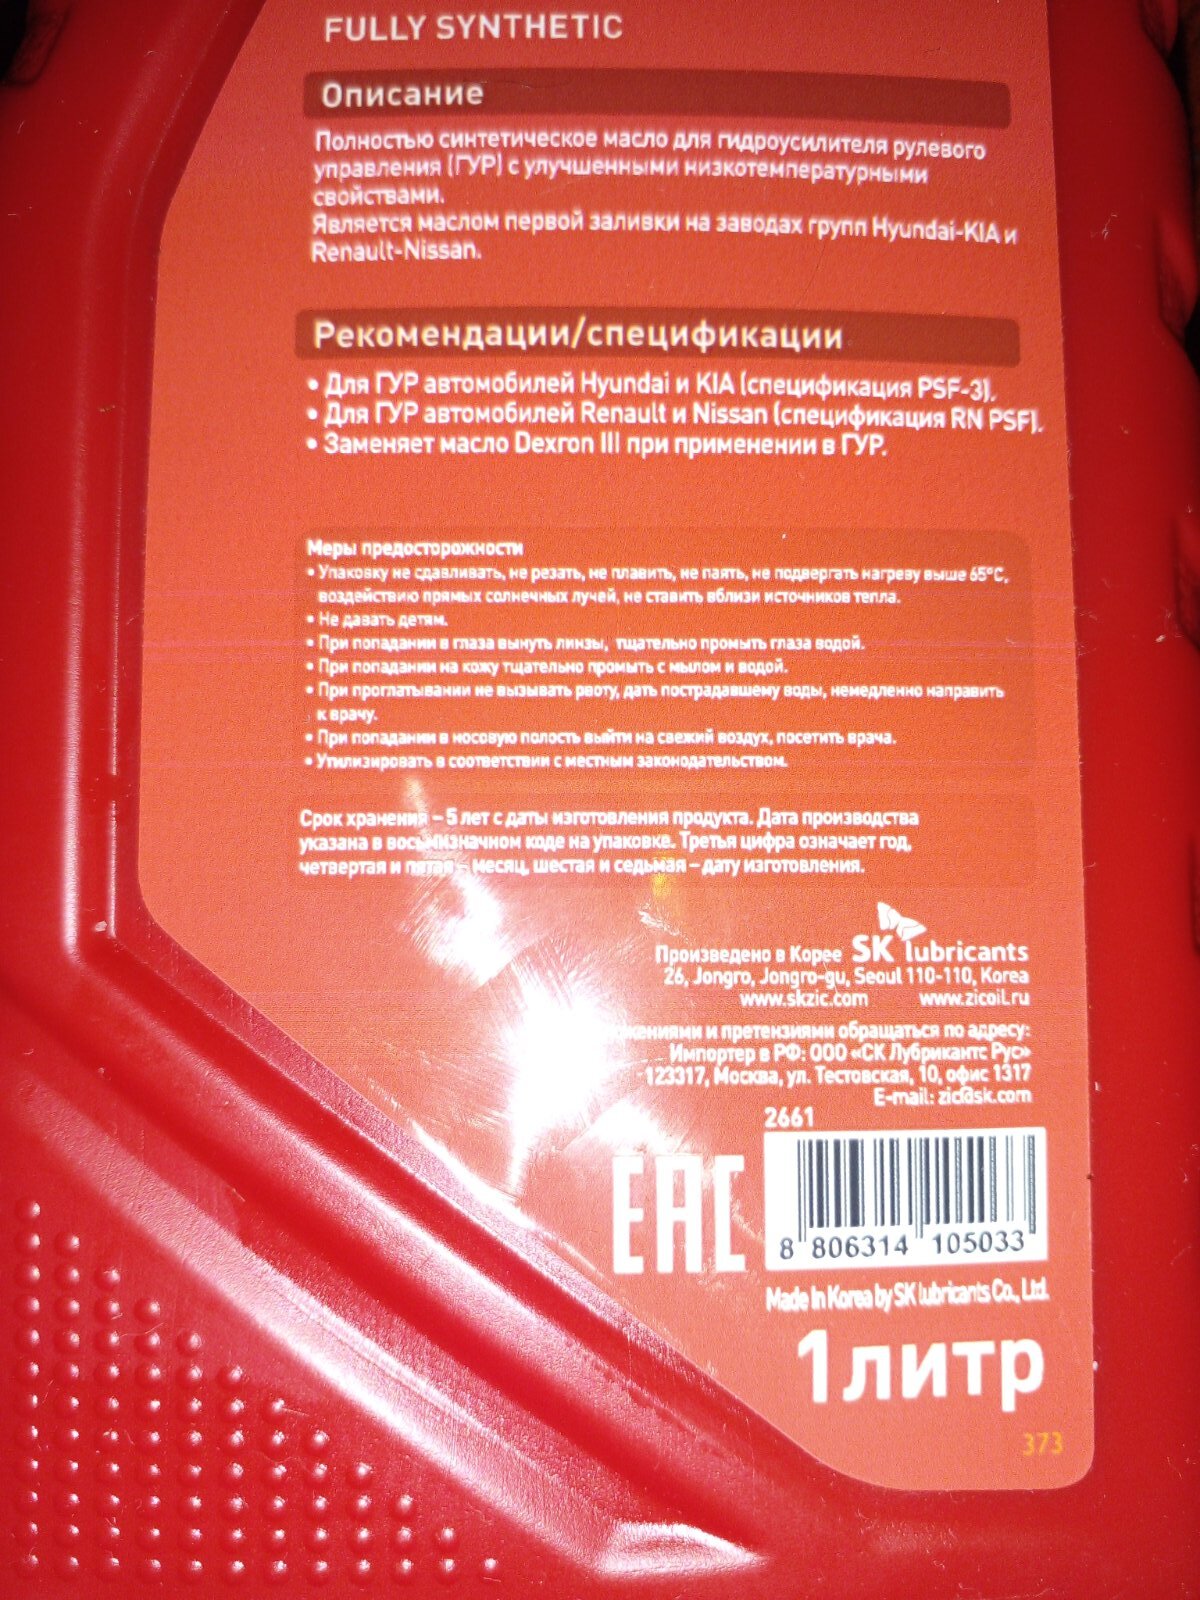 FULLY SYNTHETIC
Описание
Полностью синтетическое масло для гидроусилителя рулевого
управления (ГУР) с улучшенными низкотемпературными
свойствами.
Является маслом первой заливки на заводах групп Hyundai-KIA и
Renault-Nissan.
Рекомендации/спецификации
• Для ГУР автомобилей Hyundai и KIA (спецификация PSF-3).
• Для ГУР автомобилей Renault и Nissan (спецификация RN PSF).
• Заменяет масло Dexron III при применении в ГУР.
Меры предосторожности
• Упаковку не сдавливать, не резать, не плавить, не паять, не подвергать нагреву выше 65°C,
воздействию прямых солнечных лучей, не ставить вблизи источников тепла.
• Не давать детям.
• При попадании в глаза вынуть линзы, тщательно промыть глаза водой.
• При попадании на кожу тщательно промыть с мылом и водой.
• При проглатывании не вызывать рвоту, дать пострадавшему воды, немедленно направить
к врачу.
• При попадании в носовую полость выйти на свежий воздух, посетить врача.
• Утилизировать в соответствии с местным законодательством.
Срок хранения – 5 лет с даты изготовления продукта. Дата производства
указана в восьмизначном коде на упаковке. Третья цифра означает год,
четвертая и пятая – месяц, шестая и седьмая – дату изготовления.
Произведено в Корее SK lubricants
26, Jongro, Jongro-gu, Seoul 110-110, Korea
www.skzic.com www.zicoil.ru
и претензиями обращаться по адресу:
Импортер в РФ: ООО «СК Лубрикантс Рус»
123317, Москва, ул. Тестовская, 10, офис 1317
E-mail: zic@sk.com
2661
EAC
8 806314 105033
Made In Korea by SK lubricants Co., Ltd.
1 литр
373